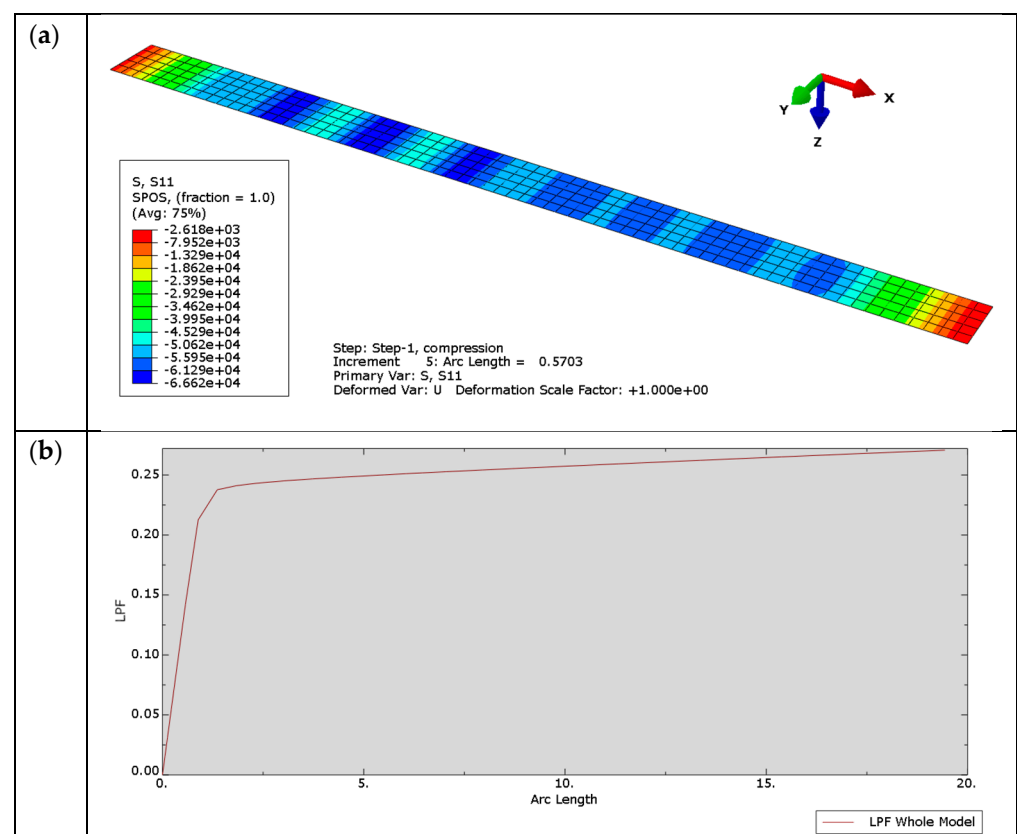 (a)
X
Y
Z
S, S11
SPOS, (fraction = 1.0)
(Avg: 75%)
-2.618e+03
-7.952e+03
-1.329e+04
-1.862e+04
-2.395e+04
-2.929e+04
-3.462e+04
-3.995e+04
-4.529e+04
-5.062e+04
-5.595e+04
-6.129e+04
-6.662e+04
Step: Step-1, compression
Increment 5: Arc Length = 0.5703
Primary Var: S, S11
Deformed Var: U Deformation Scale Factor: +1.000e+00
(b)
0.25
0.20
0.15
0.10
0.05
0.00
LPF
0. 5. 10. 15. 20.
Arc Length
LPF Whole Model